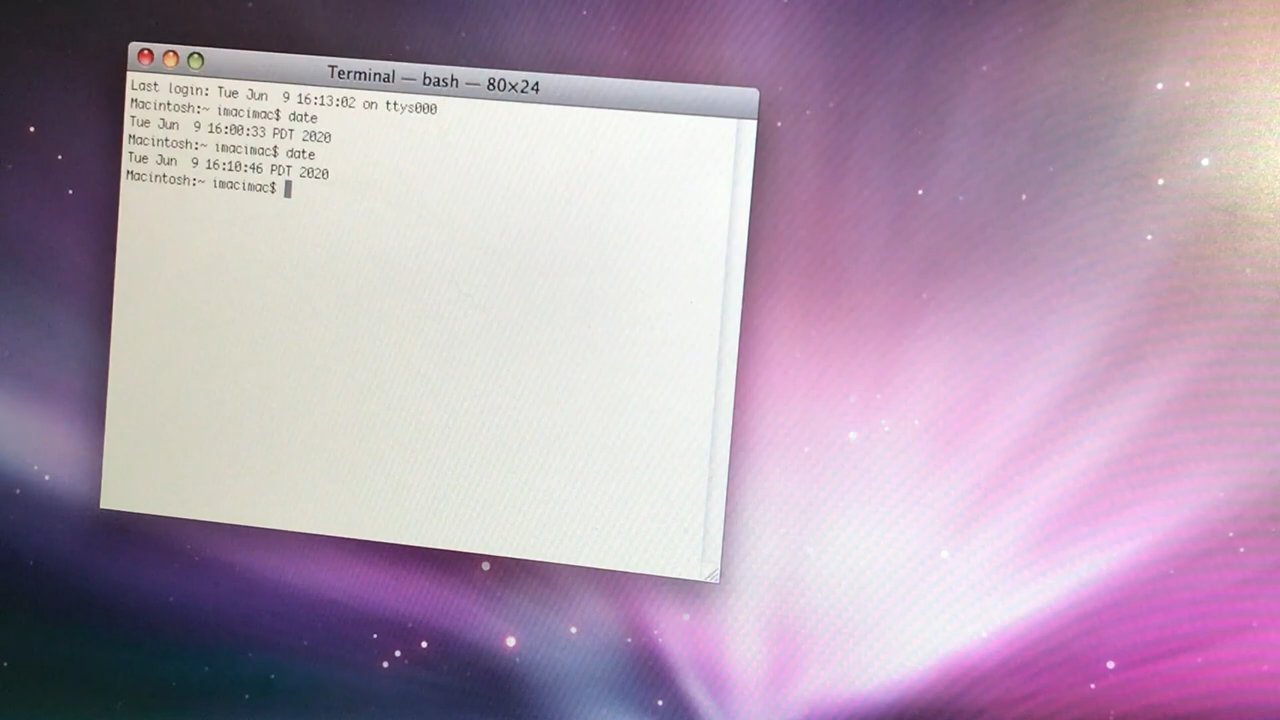 Terminal — bash — 80×24
Last login: Tue Jun  9 16:13:02 on ttys000
Macintosh:~ imacimac$ date
Tue Jun  9 16:00:33 PDT 2020
Macintosh:~ imacimac$ date
Tue Jun  9 16:10:46 PDT 2020
Macintosh:~ imacimac$